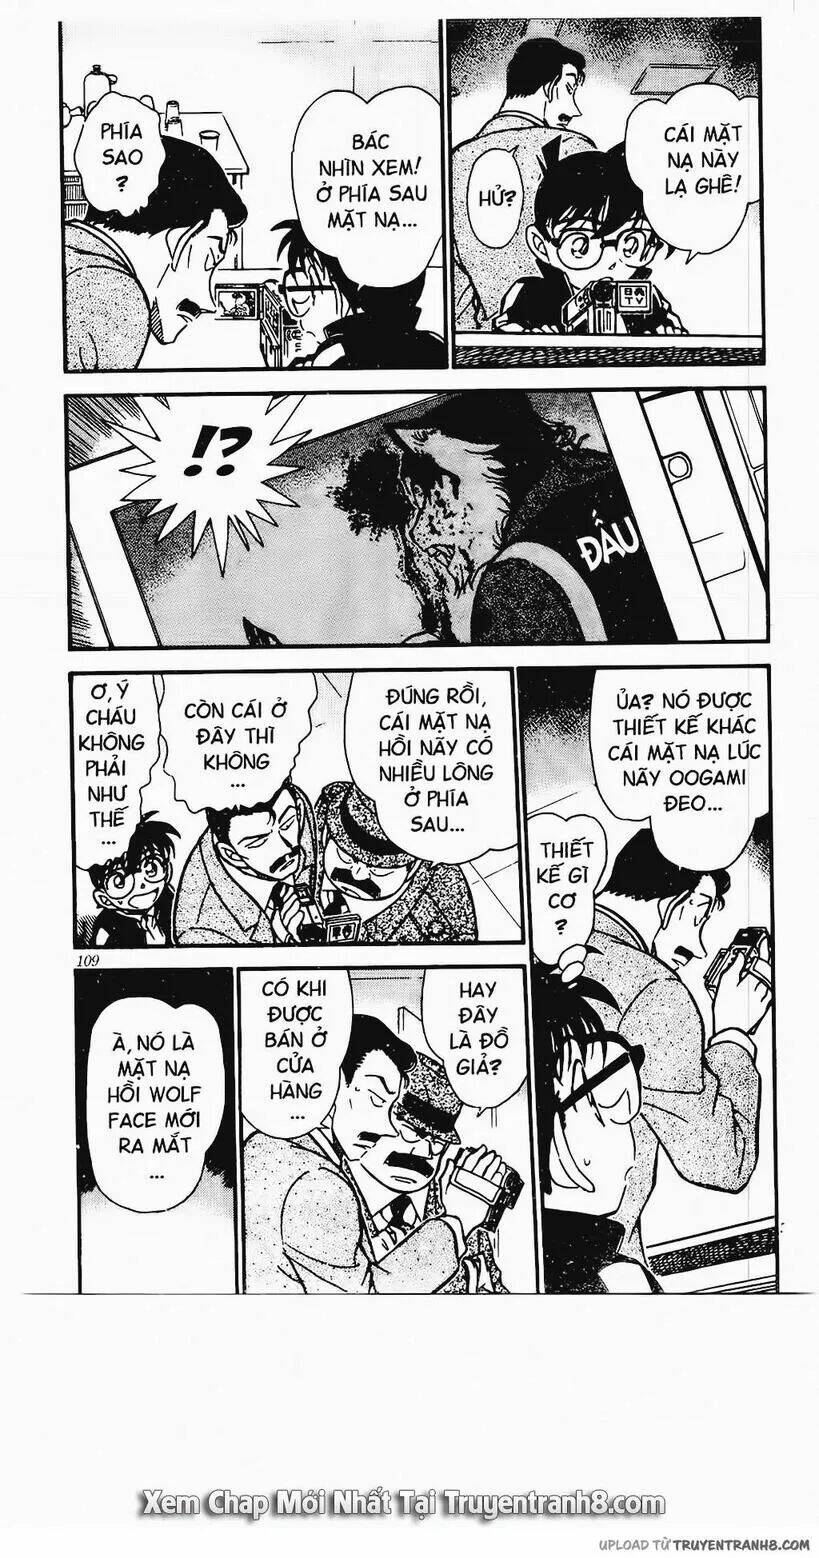 CÁI MẶT
NẠ NÀY
LẠ GHÊ!
HỬ?
BÁC
NHÌN XEM!
Ở PHÍA SAU
MẶT NẠ...
PHÍA
SAO
?
!?
ĐẤU
ỦA? NÓ ĐƯỢC
THIẾT KẾ KHÁC
CÁI MẶT NẠ LÚC
NÃY OOGAMI
ĐEO...
THIẾT
KẾ GÌ
CƠ
?
ĐÚNG RỒI,
CÁI MẶT NẠ
HỒI NÃY CÓ
NHIỀU LÔNG
Ở PHÍA
SAU...
CÒN CÁI Ở
ĐÂY THÌ
KHÔNG
...
Ơ, Ý
CHÁU
KHÔNG
PHẢI
NHƯ
THẾ
...
109
HAY
ĐÂY
LÀ ĐỒ
GIẢ?
CÓ KHI
ĐƯỢC
BÁN Ở
CỬA
HÀNG
...
À, NÓ LÀ
MẶT NẠ
HỒI WOLF
FACE MỚI
RA MẮT
...
Xem Chap Mới Nhất Tại Truyentranh8.com
UPLOAD TỪ TRUYENTRANH8.COM